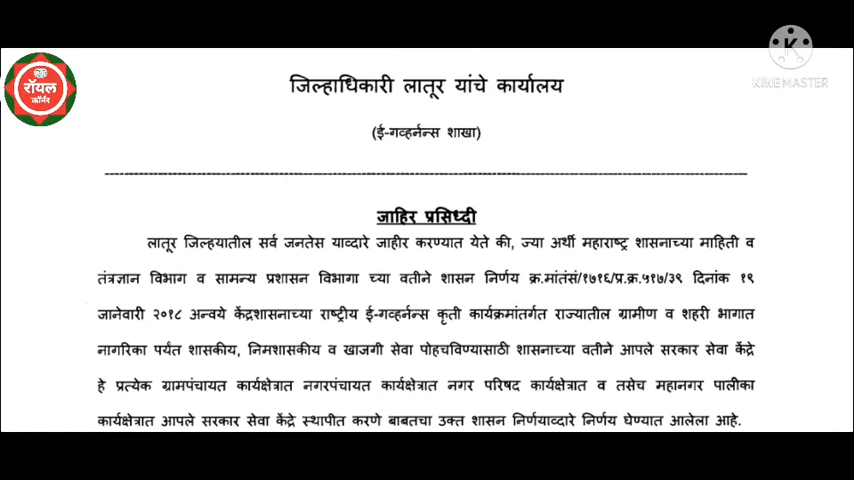 रॉयल
कॉर्नर
KINEMASTER
जिल्हाधिकारी लातूर यांचे कार्यालय
(ई-गव्हर्नन्स शाखा)
जाहिर प्रसिध्दी
लातूर जिल्हयातील सर्व जनतेस याव्दारे जाहीर करण्यात येते की, ज्या अर्थी महाराष्ट्र शासनाच्या माहिती व
तंत्रज्ञान विभाग व सामन्य प्रशासन विभागा च्या वतीने शासन निर्णय क्र.मांतंसं/१७१६/प्र.क्र.५१७/३९ दिनांक १९
जानेवारी २०१८ अन्वये केंद्रशासनाच्या राष्ट्रीय ई-गव्हर्नन्स कृती कार्यक्रमांतर्गत राज्यातील ग्रामीण व शहरी भागात
नागरिका पर्यंत शासकीय, निमशासकीय व खाजगी सेवा पोहचविण्यासाठी शासनाच्या वतीने आपले सरकार सेवा केंद्रे
हे प्रत्येक ग्रामपंचायत कार्यक्षेत्रात नगरपंचायत कार्यक्षेत्रात नगर परिषद कार्यक्षेत्रात व तसेच महानगर पालीका
कार्यक्षेत्रात आपले सरकार सेवा केंद्रे स्थापीत करणे बाबतचा उक्त शासन निर्णयाव्दारे निर्णय घेण्यात आलेला आहे.